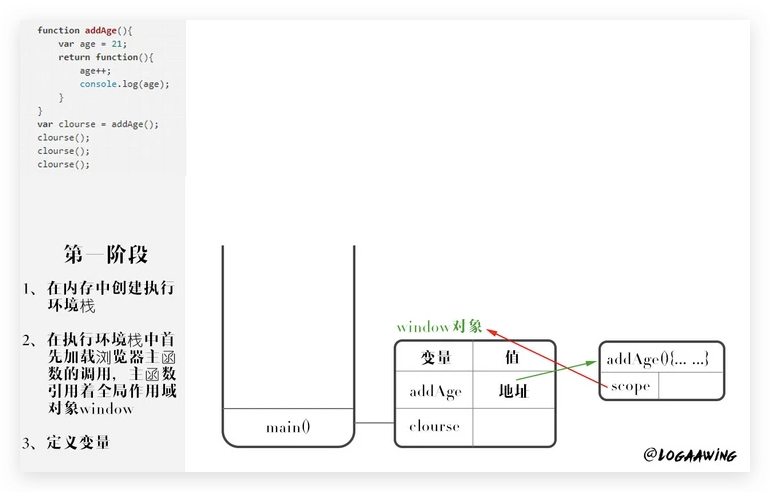 function addAge(){
var age = 21;
return function(){
age++;
console.log(age);
}
}
var clourse = addAge();
clourse();
clourse();
clourse();
第一阶段
1、在内存中创建执行
环境栈
2、在执行环境栈中首
先加载浏览器主函
数的调用，主函数
引用着全局作用域
对象window
3、定义变量
main()
window对象
变量 值
addAge 地址
clourse
addAge(){... ...}
scope
@LOGAAWING